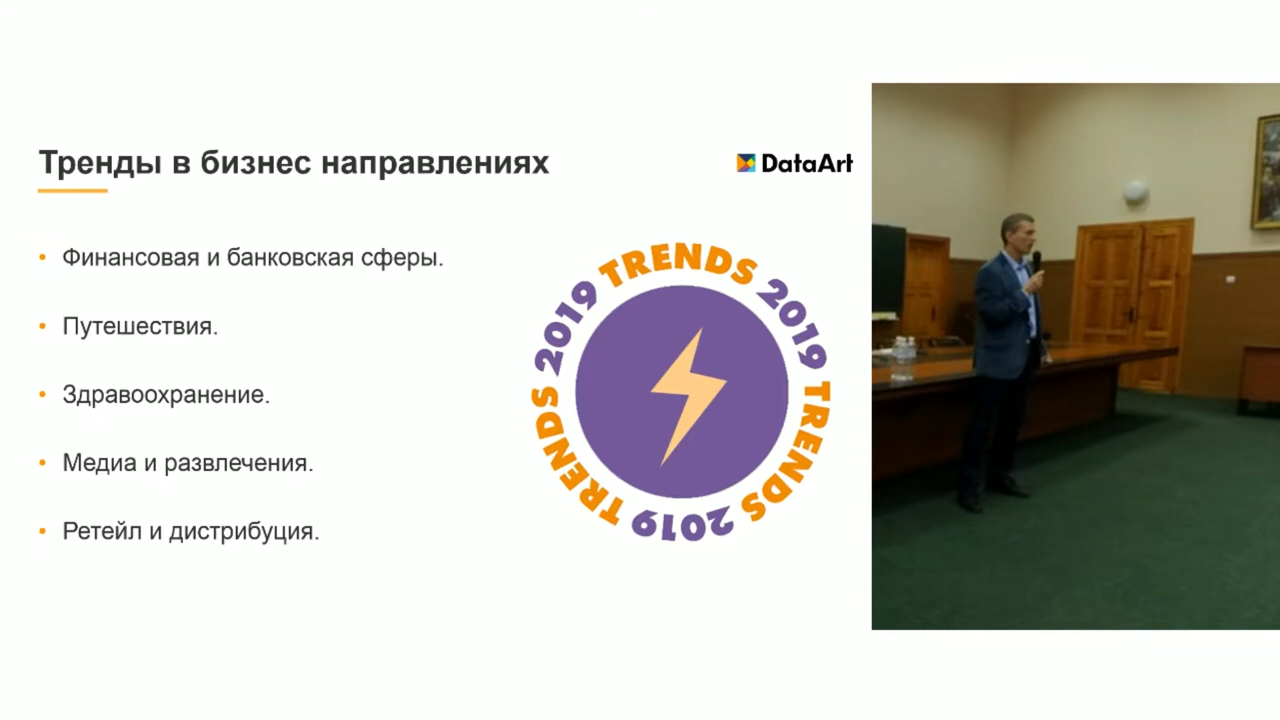 Тренды в бизнес направлениях
DataArt
Финансовая и банковская сферы.
Путешествия.
Здравоохранение.
Медиа и развлечения.
Ретейл и дистрибуция.
TRENDS 2019 TRENDS 2019 TRENDS 2019